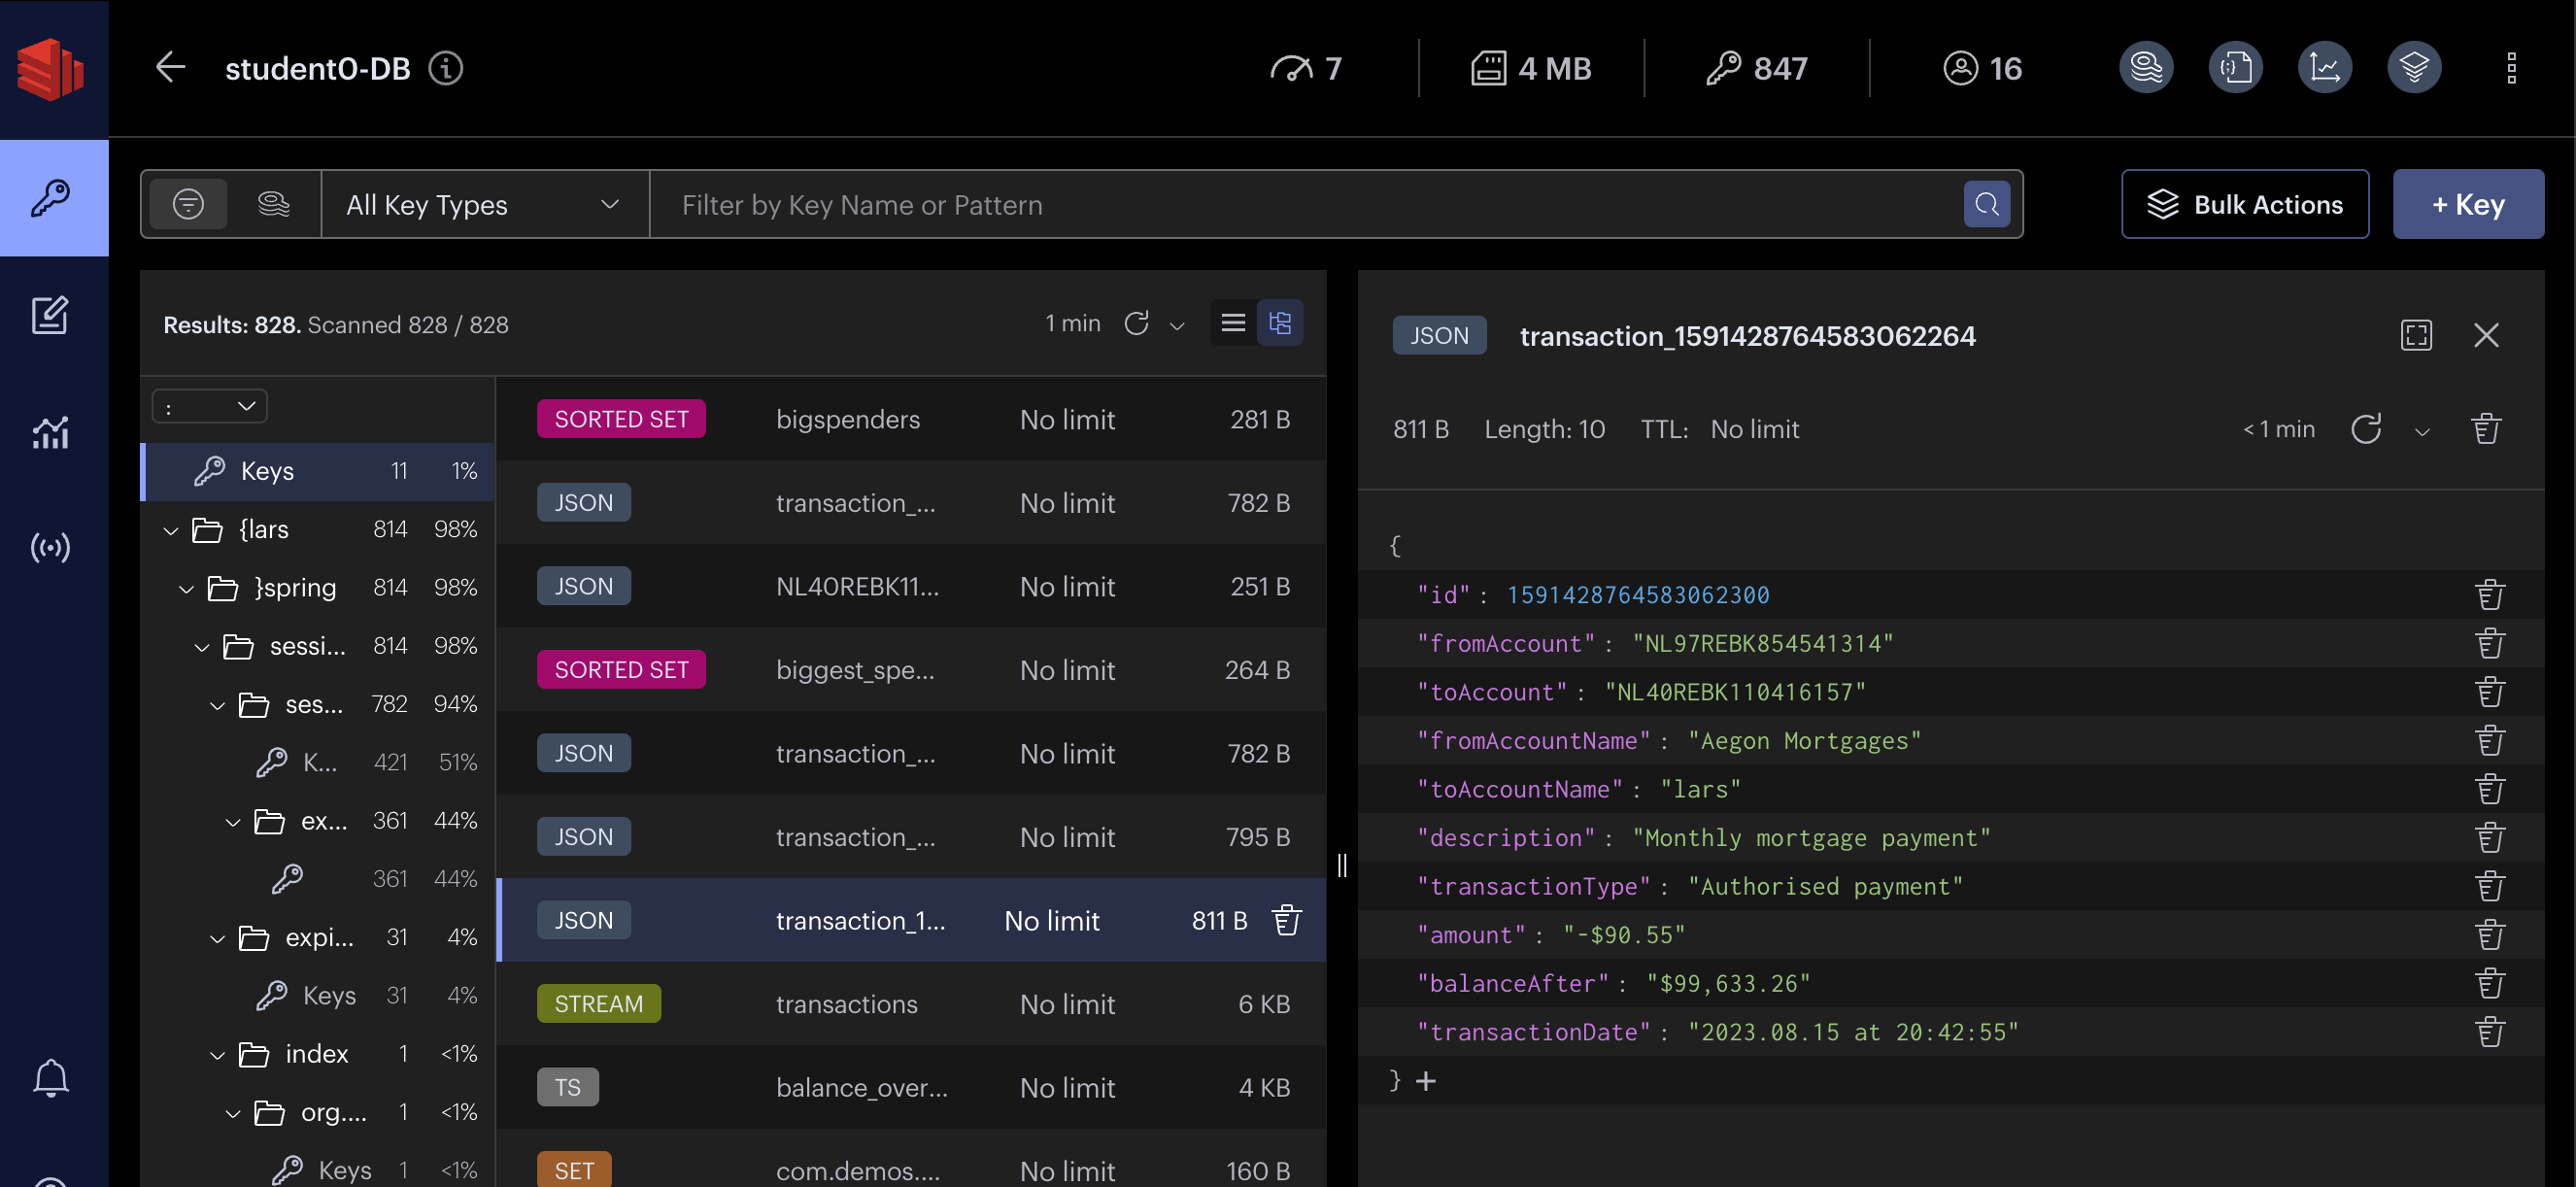 student0-DB 7 4 MB 847 16
All Key Types Filter by Key Name or Pattern Bulk Actions + Key
Results: 828. Scanned 828 / 828 1 min
:
Keys 11 1%
{lars 814 98%
}spring 814 98%
sessi... 814 98%
ses... 782 94%
K... 421 51%
ex... 361 44%
361 44%
expi... 31 4%
Keys 31 4%
index 1 <1%
org.... 1 <1%
Keys 1 <1%
SORTED SET bigspenders No limit 281 B
JSON transaction_... No limit 782 B
JSON NL40REBK11... No limit 251 B
SORTED SET biggest_spe... No limit 264 B
JSON transaction_... No limit 782 B
JSON transaction_... No limit 795 B
JSON transaction_1... No limit 811 B
STREAM transactions No limit 6 KB
TS balance_over... No limit 4 KB
SET com.demos.... No limit 160 B
JSON transaction_1591428764583062264
811 B Length: 10 TTL: No limit < 1 min
{
"id" : 1591428764583062300
"fromAccount" : "NL97REBK854541314"
"toAccount" : "NL40REBK110416157"
"fromAccountName" : "Aegon Mortgages"
"toAccountName" : "lars"
"description" : "Monthly mortgage payment"
"transactionType" : "Authorised payment"
"amount" : "-$90.55"
"balanceAfter" : "$99,633.26"
"transactionDate" : "2023.08.15 at 20:42:55"
} +